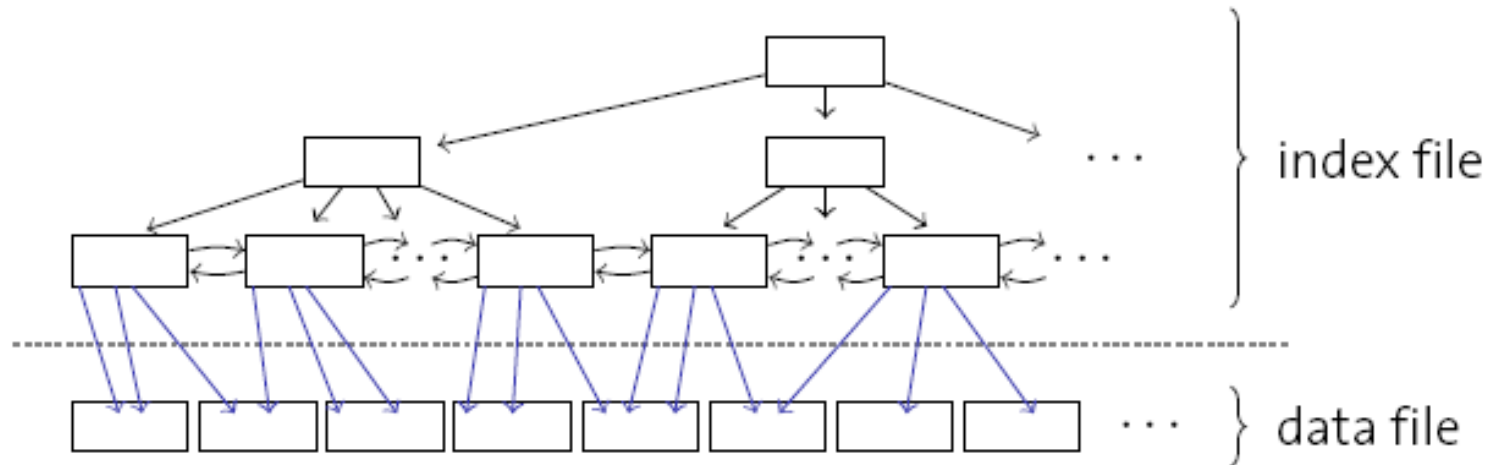 . . .
index file
. . .
. . .
. . .
. . .
data file